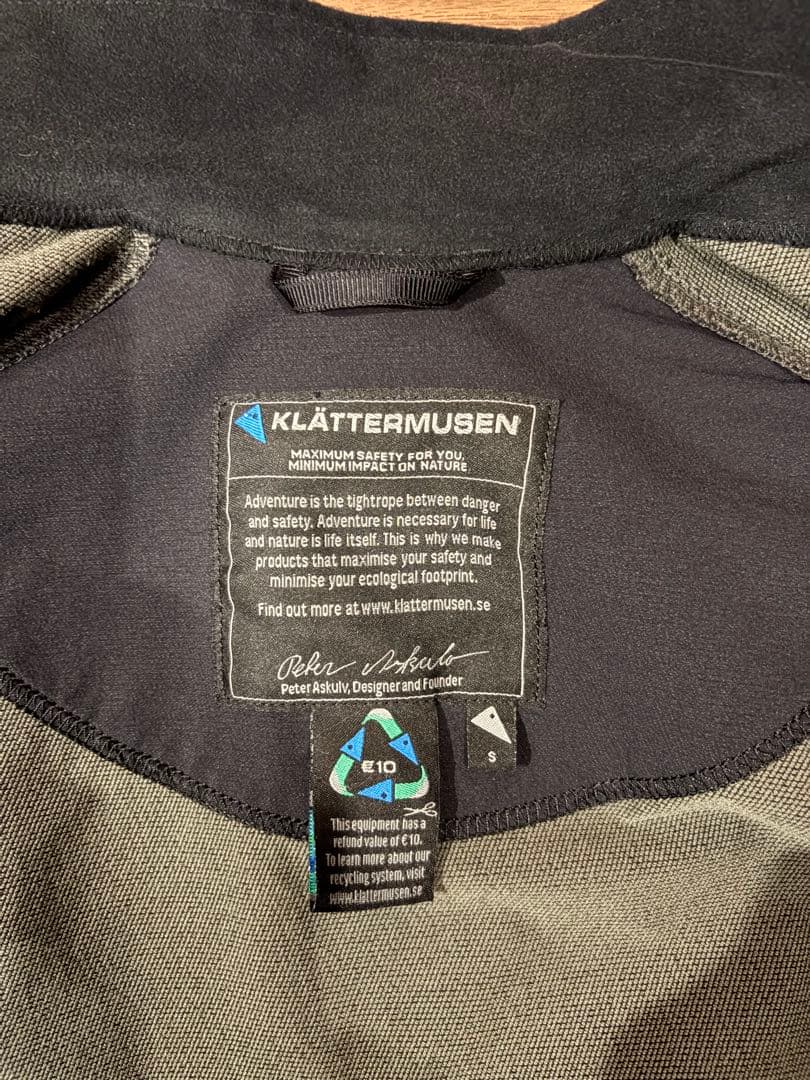 KLÄTTERMUSEN
MAXIMUM SAFETY FOR YOU,
MINIMUM IMPACT ON NATURE
Adventure is the tightrope between danger
and safety. Adventure is necessary for life
and nature is life itself. This is why we make
products that maximise your safety and
minimise your ecological footprint.
Find out more at www.klattermusen.se
Peter Askulv
Peter Askulv, Designer and Founder
€10
S
This equipment has a
refund value of €10.
To learn more about our
recycling system, visit
www.klattermusen.se